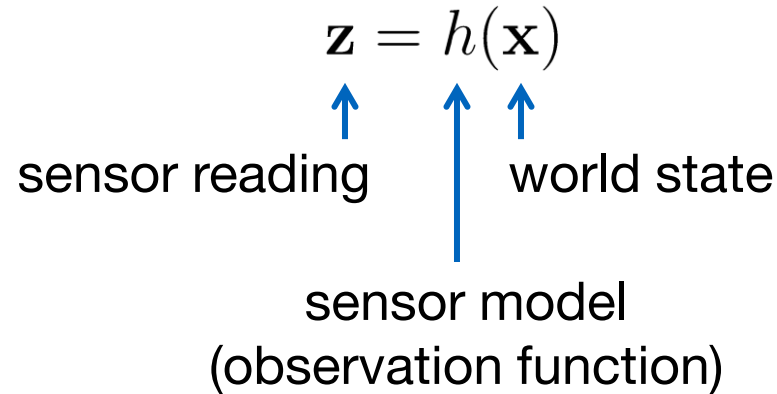 z = h(x)
sensor reading
world state
sensor model
(observation function)